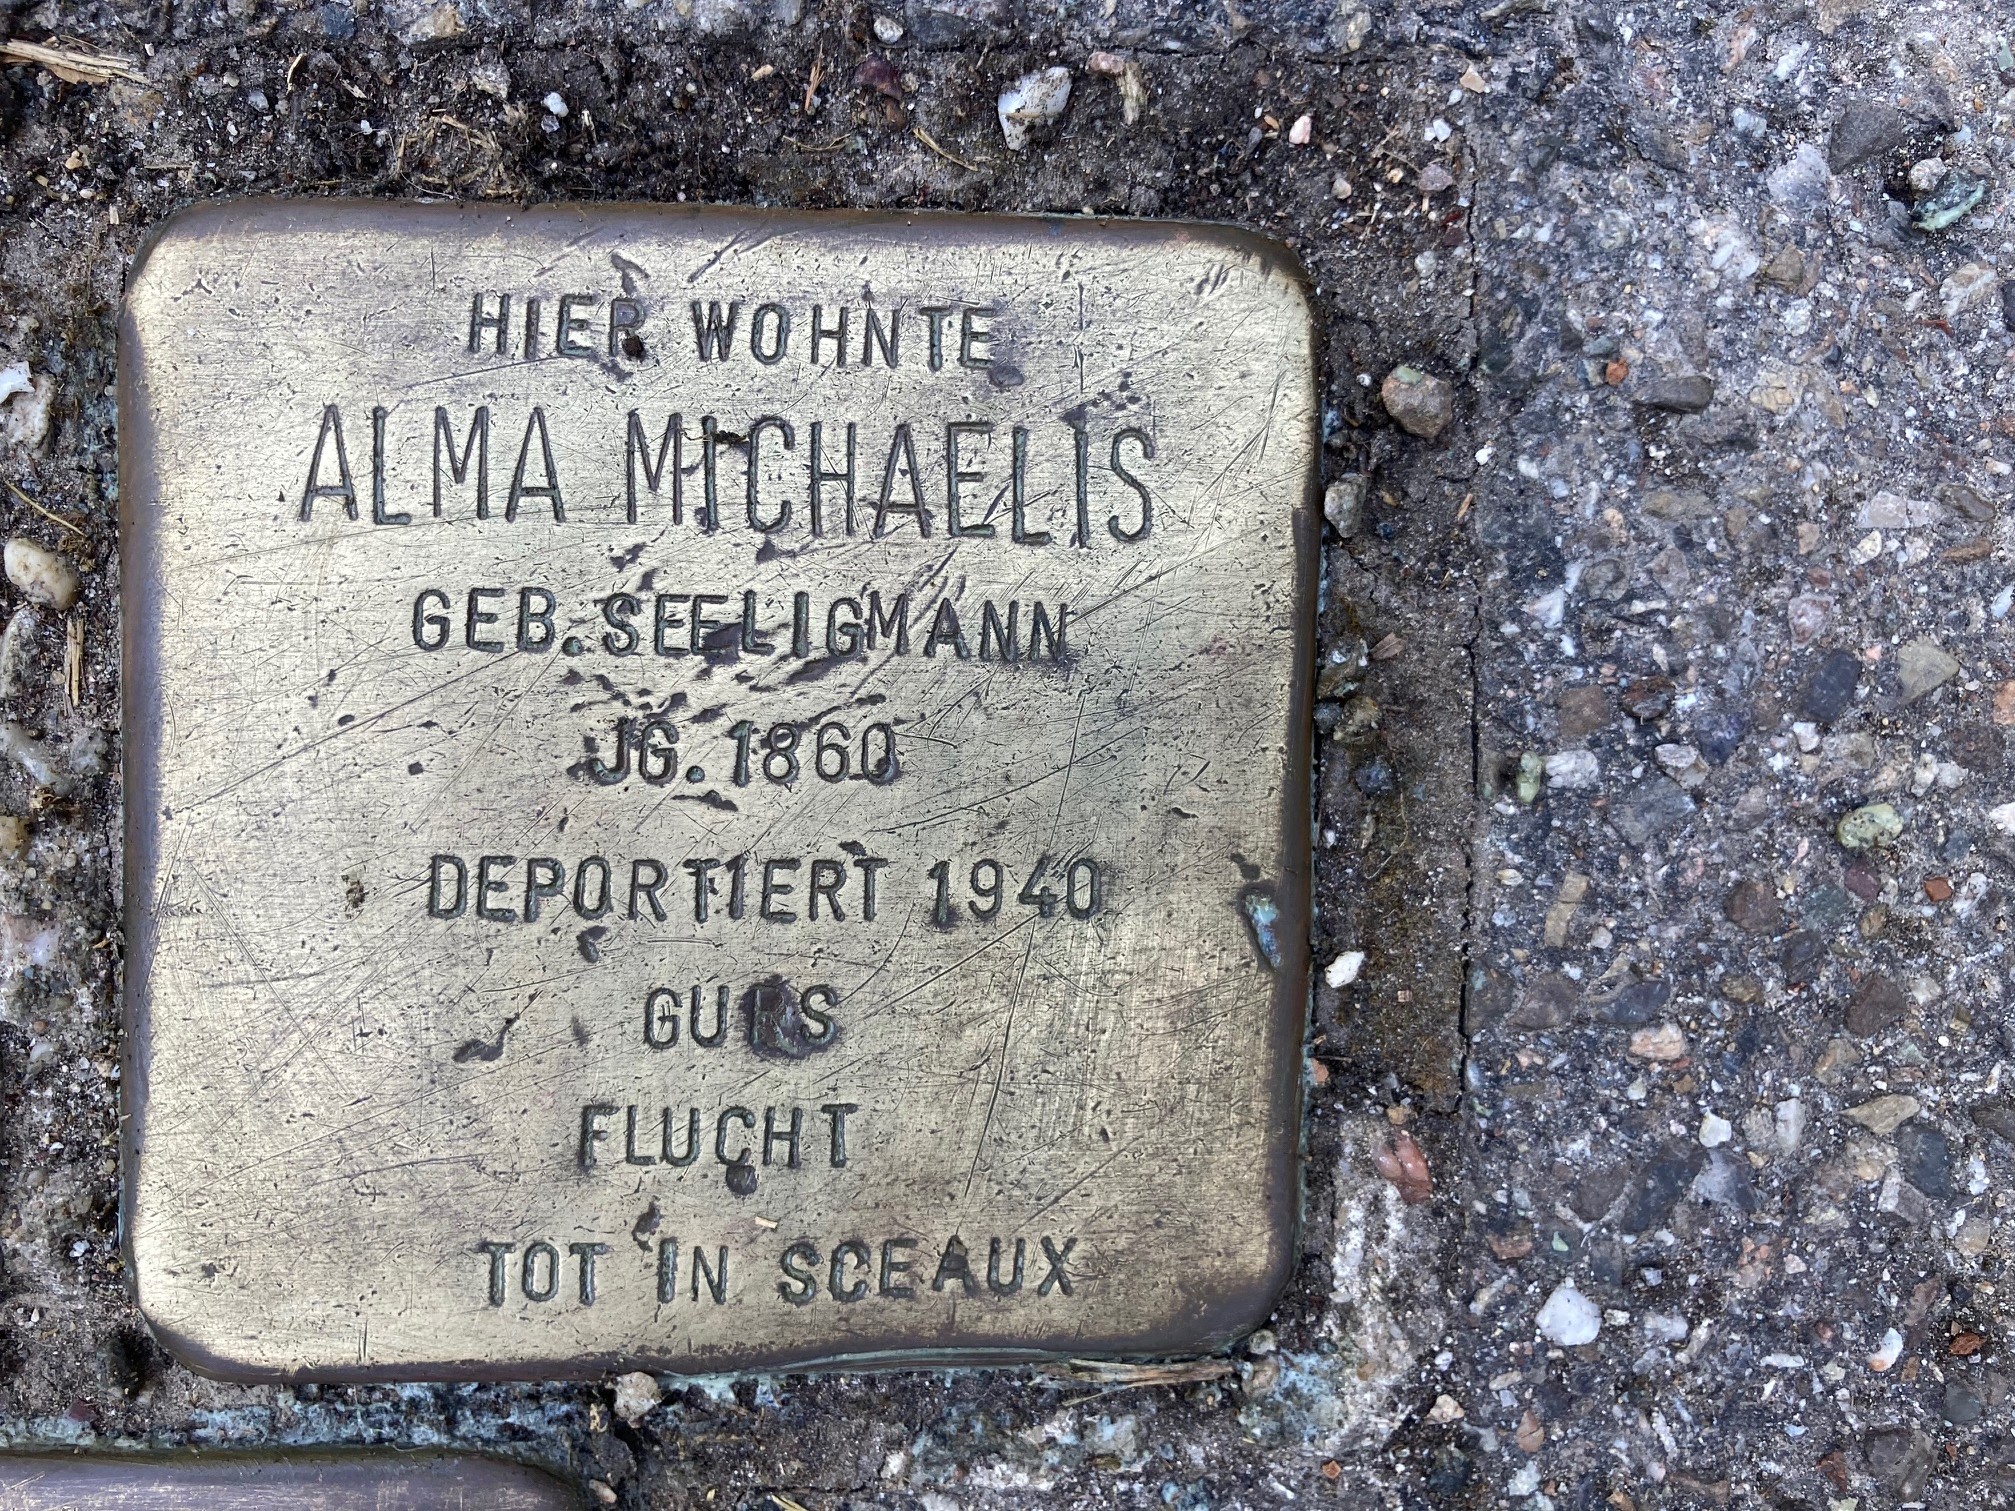 HIER WOHNTE
ALMA MICHAELIS
GEB. SEELIGMANN
JG. 1860
DEPORTIERT 1940
GURS
FLUCHT
TOT IN SCEAUX